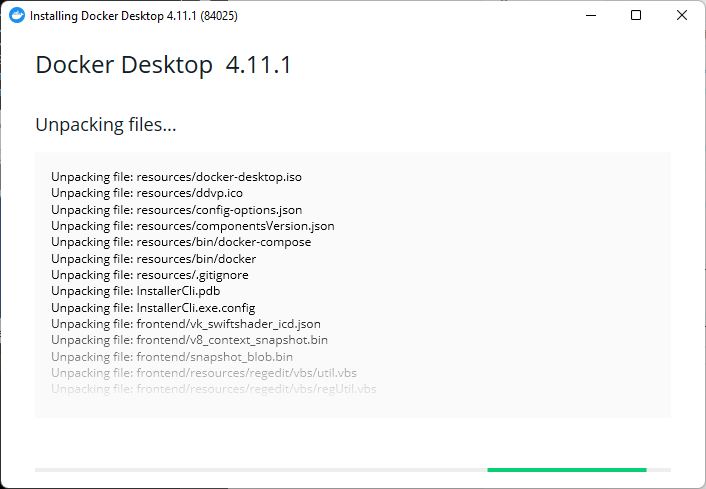 Installing Docker Desktop 4.11.1 (84025)
Docker Desktop 4.11.1
Unpacking files...
Unpacking file: resources/docker-desktop.iso
Unpacking file: resources/ddvp.ico
Unpacking file: resources/config-options.json
Unpacking file: resources/componentsVersion.json
Unpacking file: resources/bin/docker-compose
Unpacking file: resources/bin/docker
Unpacking file: resources/.gitignore
Unpacking file: InstallerCli.pdb
Unpacking file: InstallerCli.exe.config
Unpacking file: frontend/vk_swiftshader_icd.json
Unpacking file: frontend/v8_context_snapshot.bin
Unpacking file: frontend/snapshot_blob.bin
Unpacking file: frontend/resources/regedit/vbs/util.vbs
Unpacking file: frontend/resources/regedit/vbs/regUtil.vbs